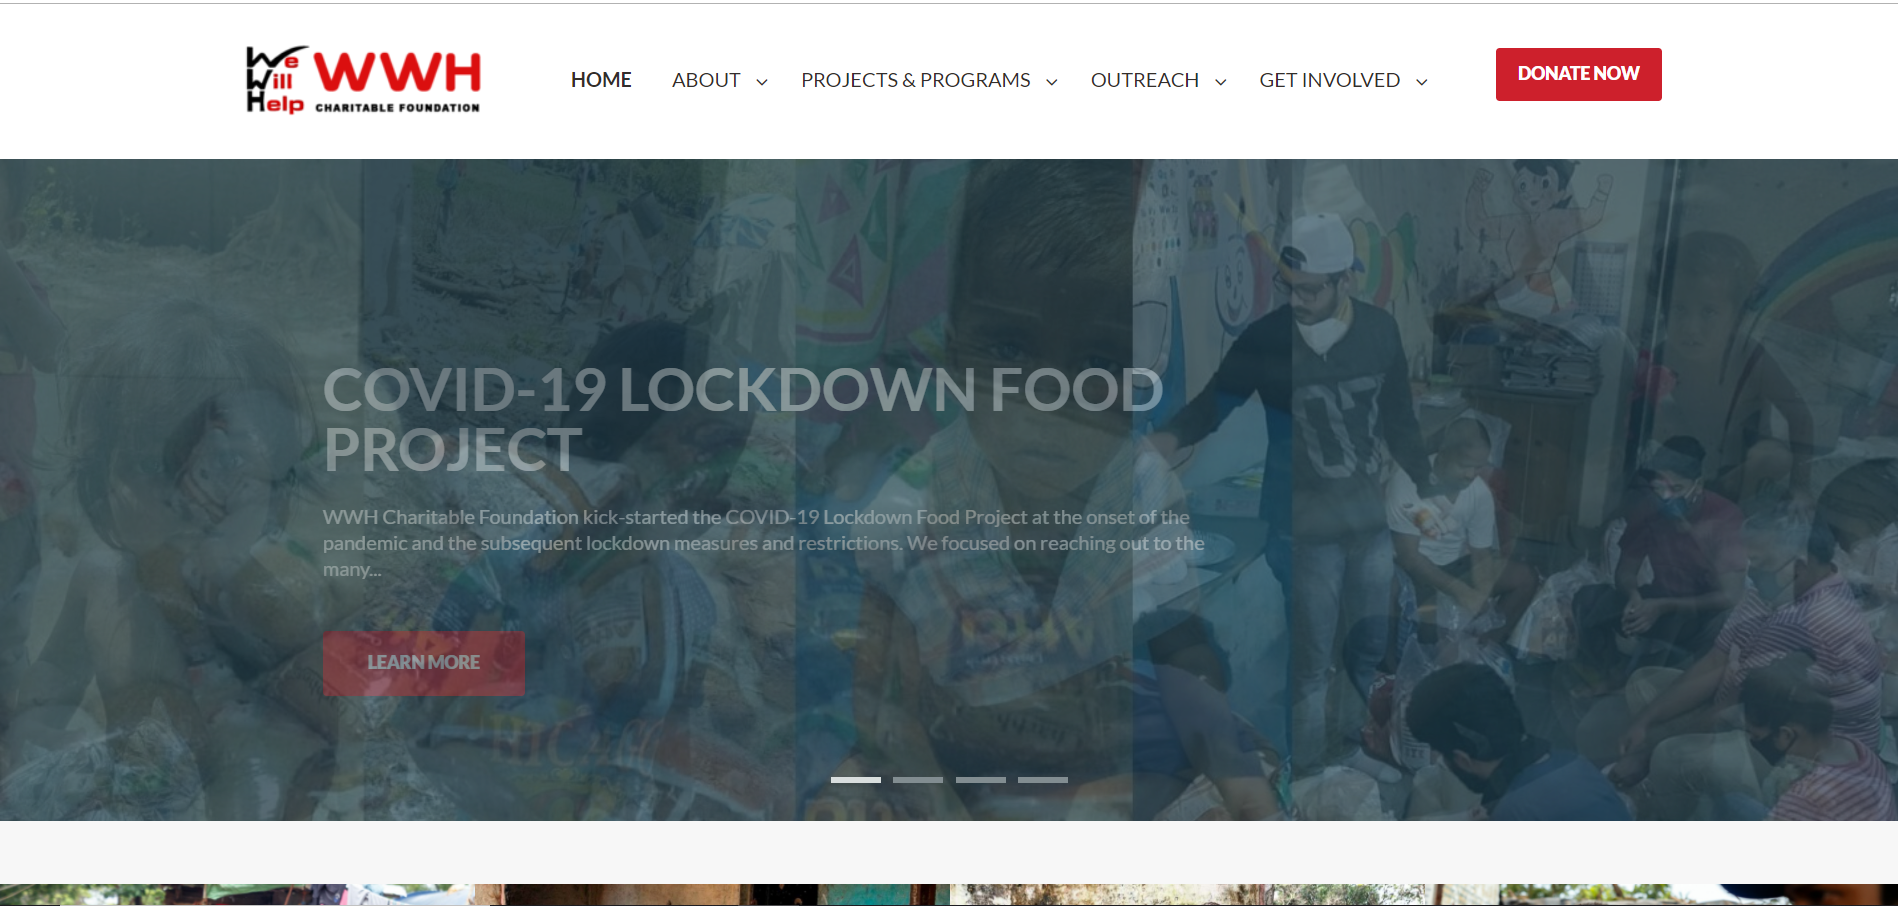 We
Will
Help
WWH
CHARITABLE FOUNDATION
HOME
ABOUT
PROJECTS & PROGRAMS
OUTREACH
GET INVOLVED
DONATE NOW
COVID-19 LOCKDOWN FOOD
PROJECT
WWH Charitable Foundation kick-started the COVID-19 Lockdown Food Project at the onset of the
pandemic and the subsequent lockdown measures and restrictions. We focused on reaching out to the
many...
LEARN MORE